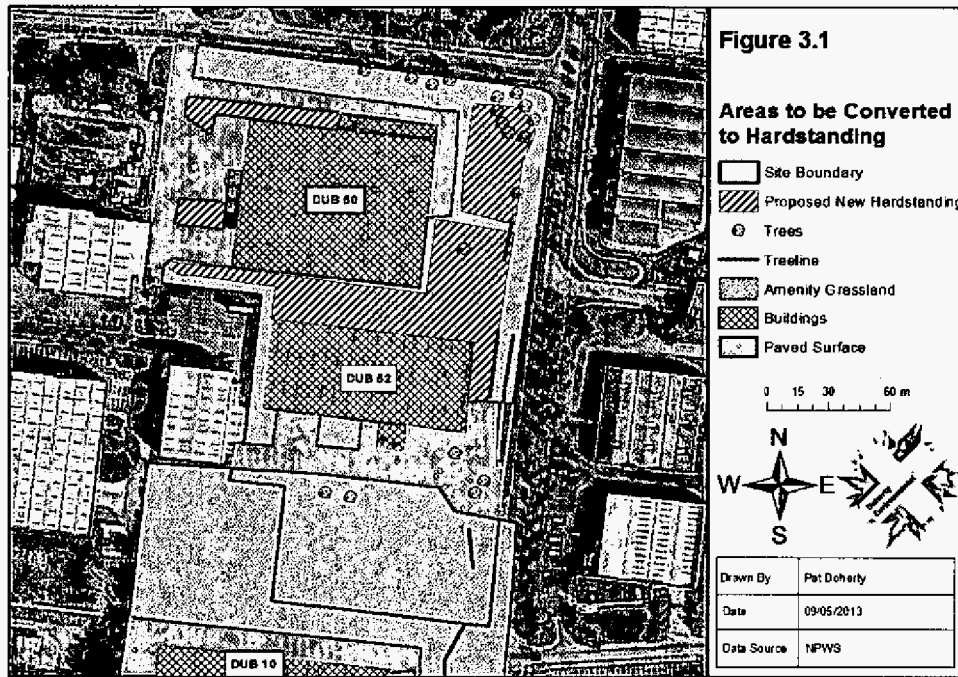 Figure 3.1
Areas to be Converted
to Hardstanding
Site Boundary
Proposed New Hardstanding
Trees
Treeline
Amenity Grassland
Buildings
Paved Surface
0 15 30 60 m
N
W E
S
Drawn By Pat Doherty
Date 09/05/2013
Data Source NPWS
DUB 60
DUB 52
DUB 10